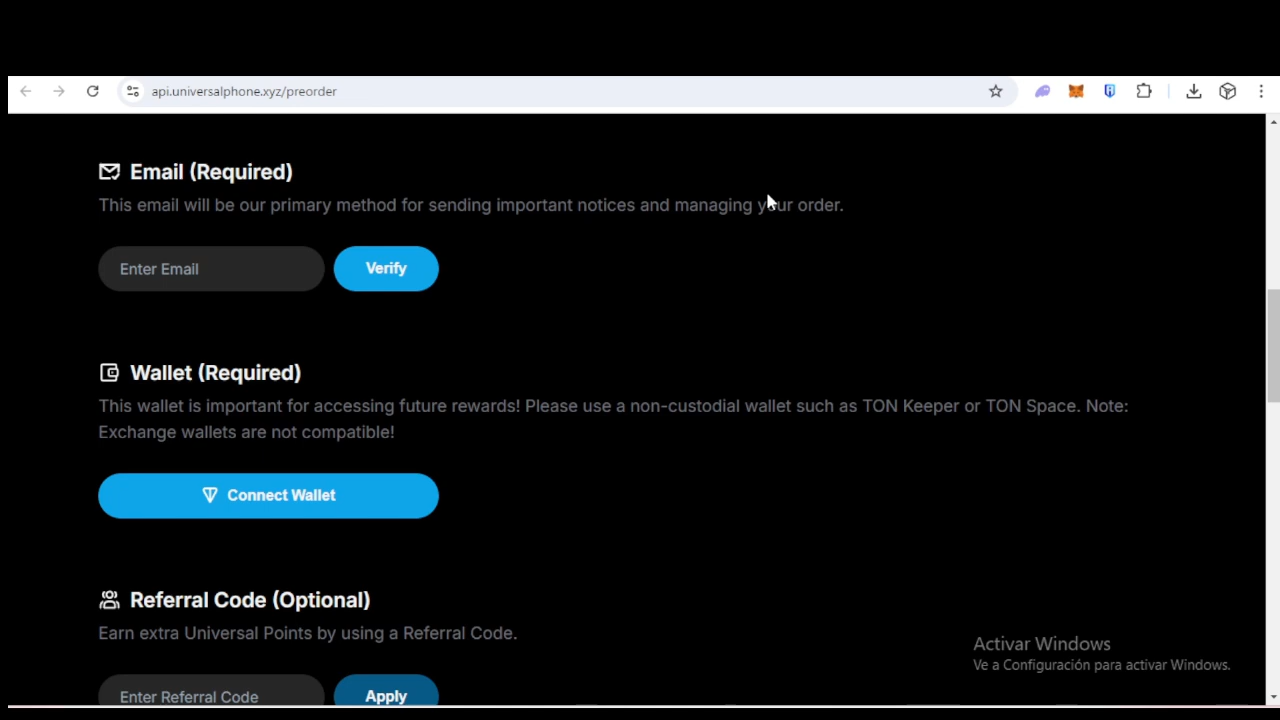 api.universalphone.xyz/preorder
Email (Required)
This email will be our primary method for sending important notices and managing your order.
Enter Email
Verify
Wallet (Required)
This wallet is important for accessing future rewards! Please use a non-custodial wallet such as TON Keeper or TON Space. Note:
Exchange wallets are not compatible!
Connect Wallet
Referral Code (Optional)
Earn extra Universal Points by using a Referral Code.
Activar Windows
Ve a Configuración para activar Windows.
Enter Referral Code
Apply